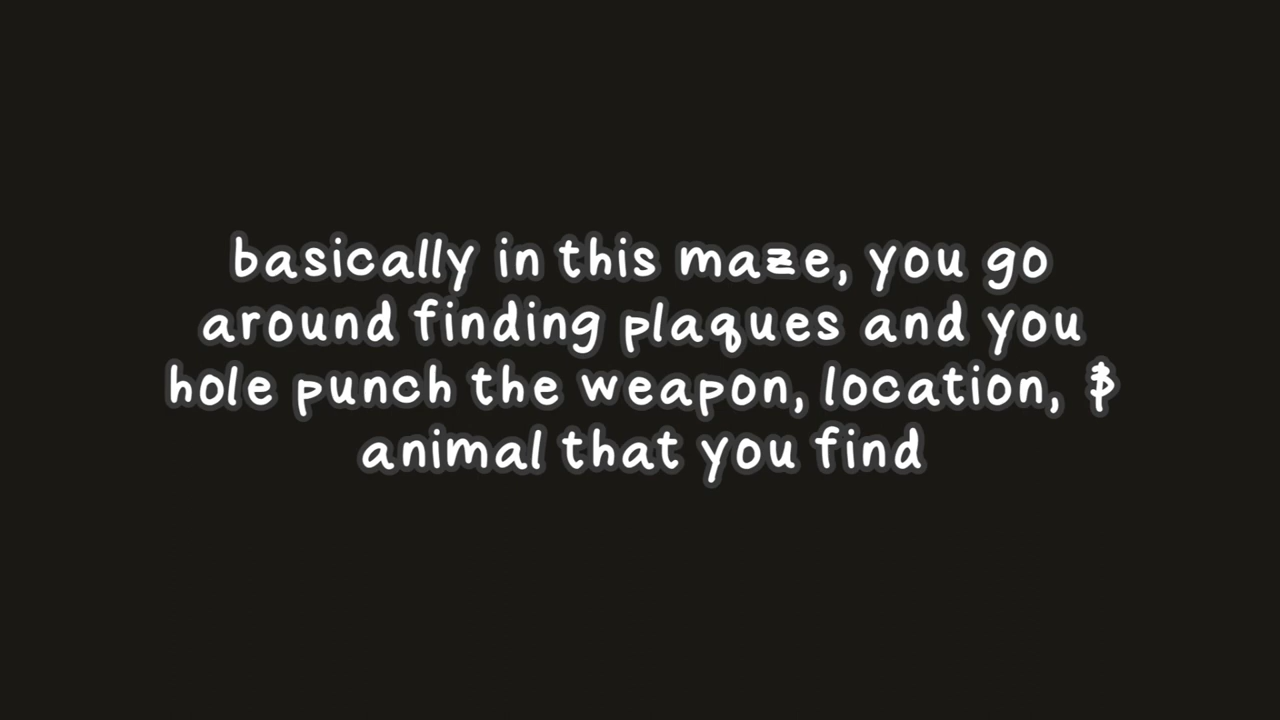 basically in this maze, you go
around finding plaques and you
hole punch the weapon, location, $
animal that you find